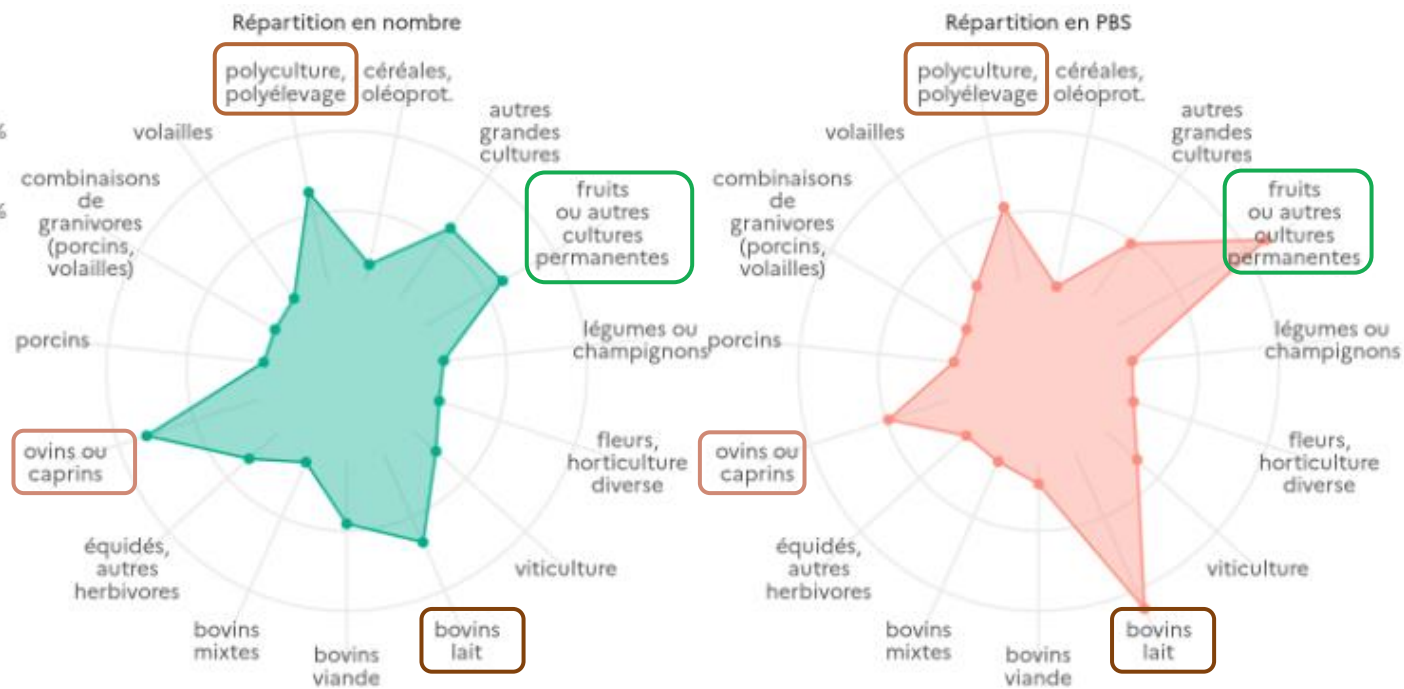 Répartition en nombre
polyculture,
polyélevage
céréales,
oléoprot.
autres
grandes
cultures
fruits
ou autres
cultures
permanentes
légumes ou
champignons
fleurs,
horticulture
diverse
viticulture
bovins
lait
bovins
viande
bovins
mixtes
équidés,
autres
herbivores
ovins ou
caprins
porcins
combinaisons
de
granivores
(porcins,
volailles)
volailles
%
%
Répartition en PBS
polyculture,
polyélevage
céréales,
oléoprot.
autres
grandes
cultures
fruits
ou autres
cultures
permanentes
légumes ou
champignons
fleurs,
horticulture
diverse
viticulture
bovins
lait
bovins
viande
bovins
mixtes
équidés,
autres
herbivores
ovins ou
caprins
porcins
combinaisons
de
granivores
(porcins,
volailles)
volailles